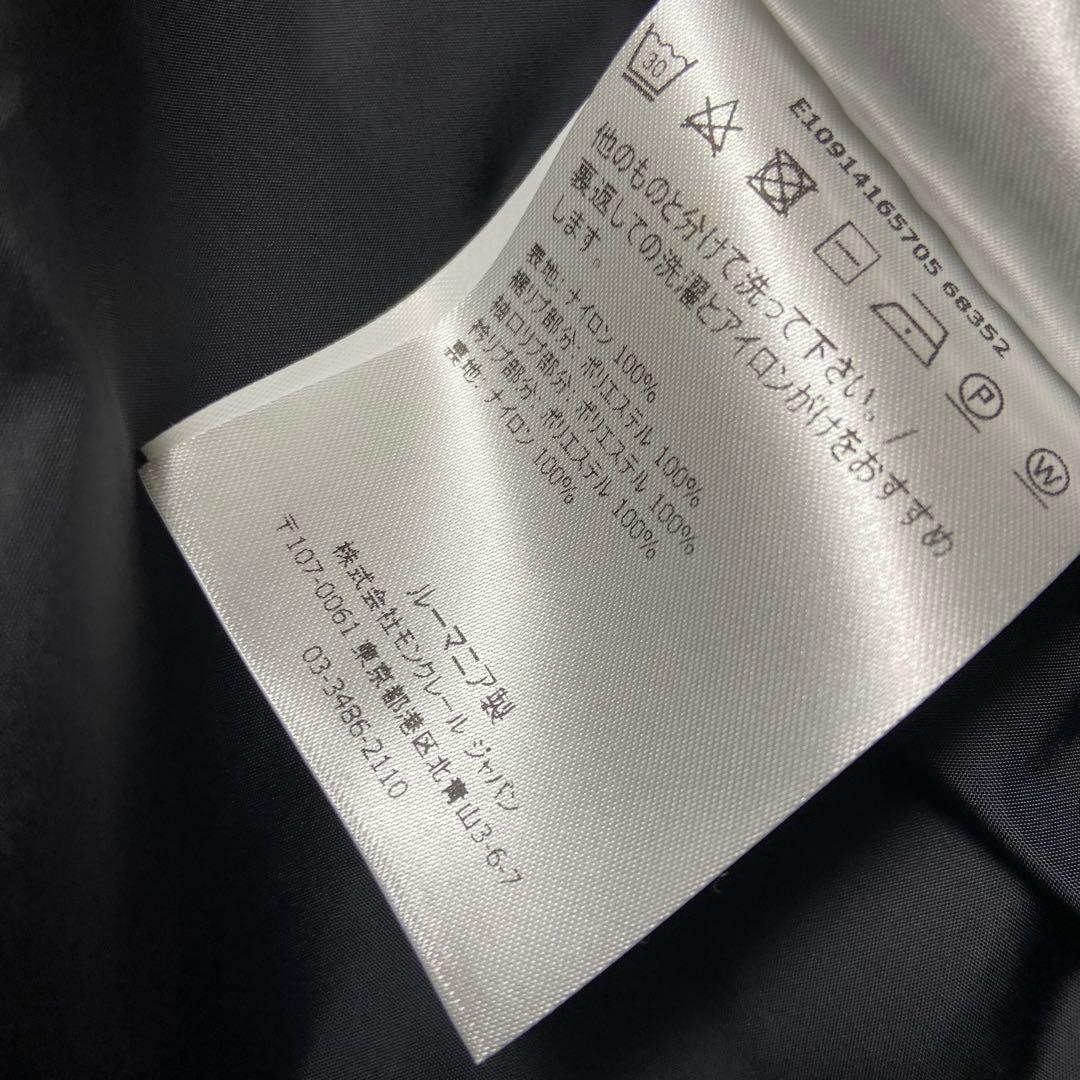 E10914165705 68352
30
P
W
他のものと分けて洗って下さい。/
裏返しての洗濯とアイロンがけをおすすめ
します。
表地: ナイロン 100%
裾リブ部分: ポリエステル 100%
袖口リブ部分: ポリエステル 100%
衿リブ部分: ポリエステル 100%
裏地: ナイロン 100%
ルーマニア製
株式会社モンクレール ジャパン
〒107-0061 東京都港区北青山3-6-7
03-3486-2110